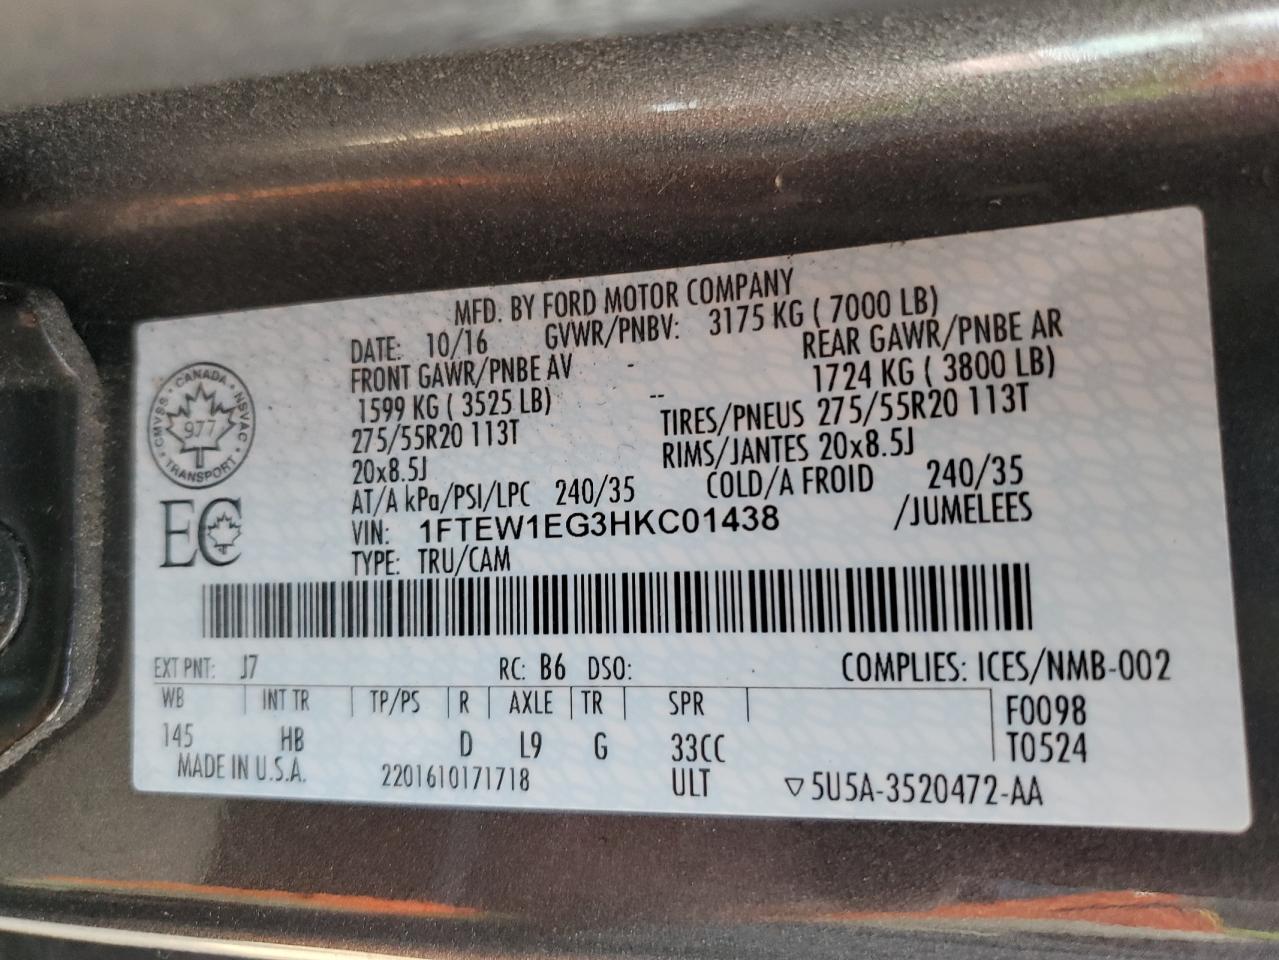 MFD. BY FORD MOTOR COMPANY
DATE: 10/16 GVWR/PNBV: 3175 KG ( 7000 LB)
FRONT GAWR/PNBE AV - REAR GAWR/PNBE AR
1599 KG ( 3525 LB) -- 1724 KG ( 3800 LB)
275/55R20 113T TIRES/PNEUS 275/55R20 113T
20x8.5J RIMS/JANTES 20x8.5J
AT/A kPa/PSI/LPC 240/35 COLD/A FROID 240/35
VIN: 1FTEW1EG3HKC01438 /JUMELEES
TYPE: TRU/CAM
CANADA
CMVSS NSVAC
977
TRANSPORT
EC
EXT PNT: J7 RC: B6 DSO: COMPLIES: ICES/NMB-002
WB INT TR TP/PS R AXLE TR SPR F0098
145 HB D L9 G 33CC T0524
MADE IN U.S.A. 2201610171718 ULT ▽5U5A-3520472-AA